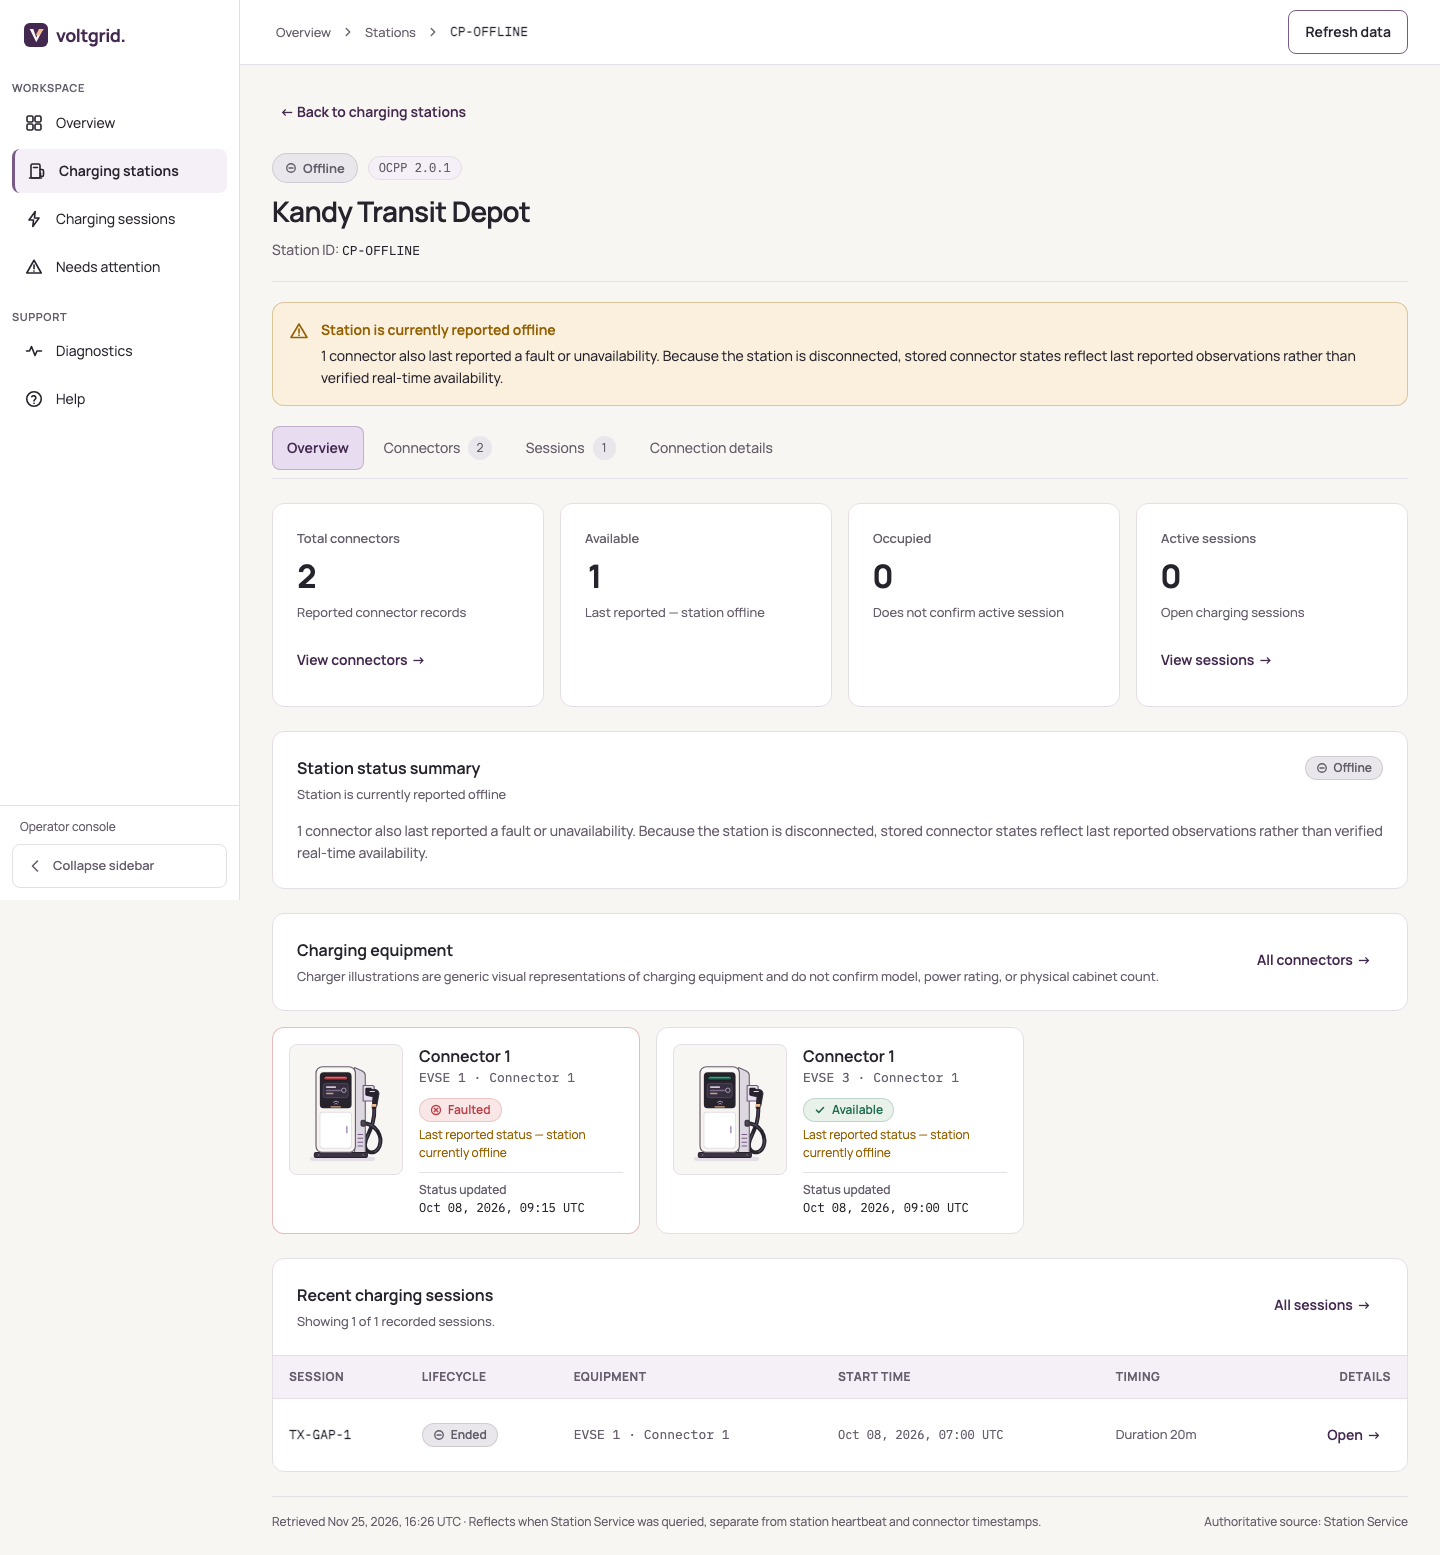 voltgrid.
WORKSPACE
Overview
Charging stations
Charging sessions
Needs attention
SUPPORT
Diagnostics
Help
Operator console
Collapse sidebar
Overview > Stations > CP-OFFLINE
Refresh data
← Back to charging stations
Offline OCPP 2.0.1
Kandy Transit Depot
Station ID: CP-OFFLINE
Station is currently reported offline
1 connector also last reported a fault or unavailability. Because the station is disconnected, stored connector states reflect last reported observations rather than
verified real-time availability.
Overview Connectors 2 Sessions 1 Connection details
Total connectors
2
Reported connector records
View connectors →
Available
1
Last reported — station offline
Occupied
0
Does not confirm active session
Active sessions
0
Open charging sessions
View sessions →
Station status summary
Offline
Station is currently reported offline
1 connector also last reported a fault or unavailability. Because the station is disconnected, stored connector states reflect last reported observations rather than verified
real-time availability.
Charging equipment
Charger illustrations are generic visual representations of charging equipment and do not confirm model, power rating, or physical cabinet count.
All connectors →
Connector 1
EVSE 1 · Connector 1
Faulted
Last reported status — station
currently offline
Status updated
Oct 08, 2026, 09:15 UTC
Connector 1
EVSE 3 · Connector 1
Available
Last reported status — station
currently offline
Status updated
Oct 08, 2026, 09:00 UTC
Recent charging sessions
Showing 1 of 1 recorded sessions.
All sessions →
SESSION LIFECYCLE EQUIPMENT START TIME TIMING DETAILS
TX-GAP-1 Ended EVSE 1 · Connector 1 Oct 08, 2026, 07:00 UTC Duration 20m Open →
Retrieved Nov 25, 2026, 16:26 UTC · Reflects when Station Service was queried, separate from station heartbeat and connector timestamps.
Authoritative source: Station Service